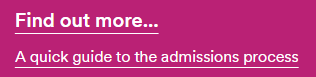 Find out more...
A quick guide to the admissions process